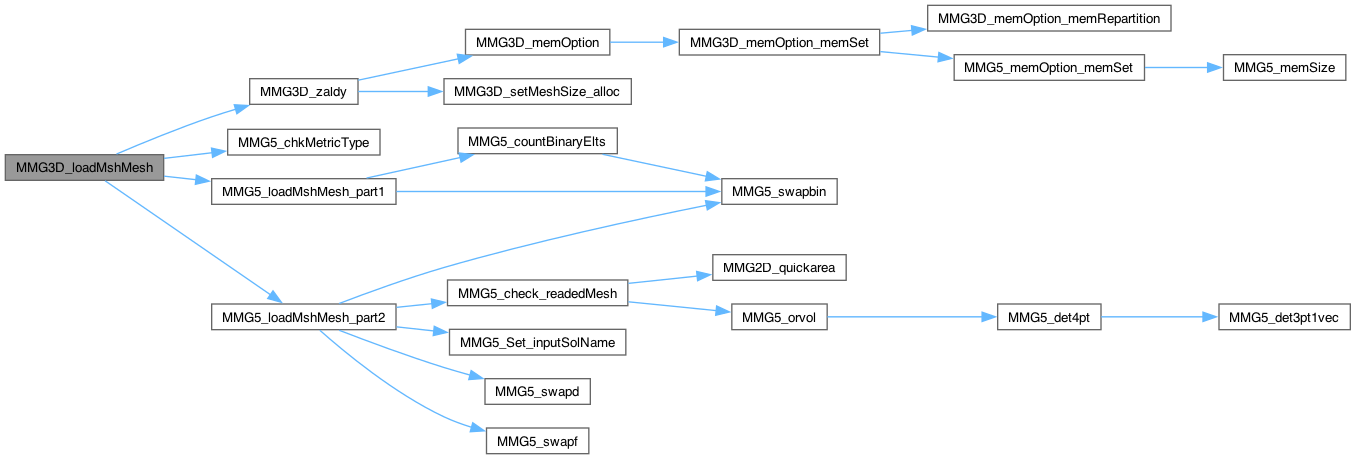 MMG3D_memOption_memRepartition
MMG3D_memOption
MMG3D_memOption_memSet
MMG5_memOption_memSet
MMG5_memSize
MMG3D_zaldy
MMG3D_setMeshSize_alloc
MMG5_chkMetricType
MMG5_countBinaryElts
MMG3D_loadMshMesh
MMG5_loadMshMesh_part1
MMG5_swapbin
MMG2D_quickarea
MMG5_check_readedMesh
MMG5_loadMshMesh_part2
MMG5_orvol
MMG5_det4pt
MMG5_det3pt1vec
MMG5_Set_inputSolName
MMG5_swapd
MMG5_swapf